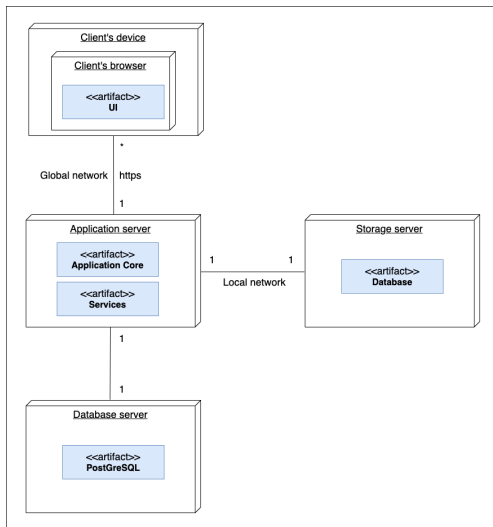 Client's device
Client's browser
<<artifact>>
UI
*
Global network
https
1
Application server
<<artifact>>
Application Core
<<artifact>>
Services
1
1
Local network
Storage server
<<artifact>>
Database
1
1
Database server
<<artifact>>
PostGreSQL